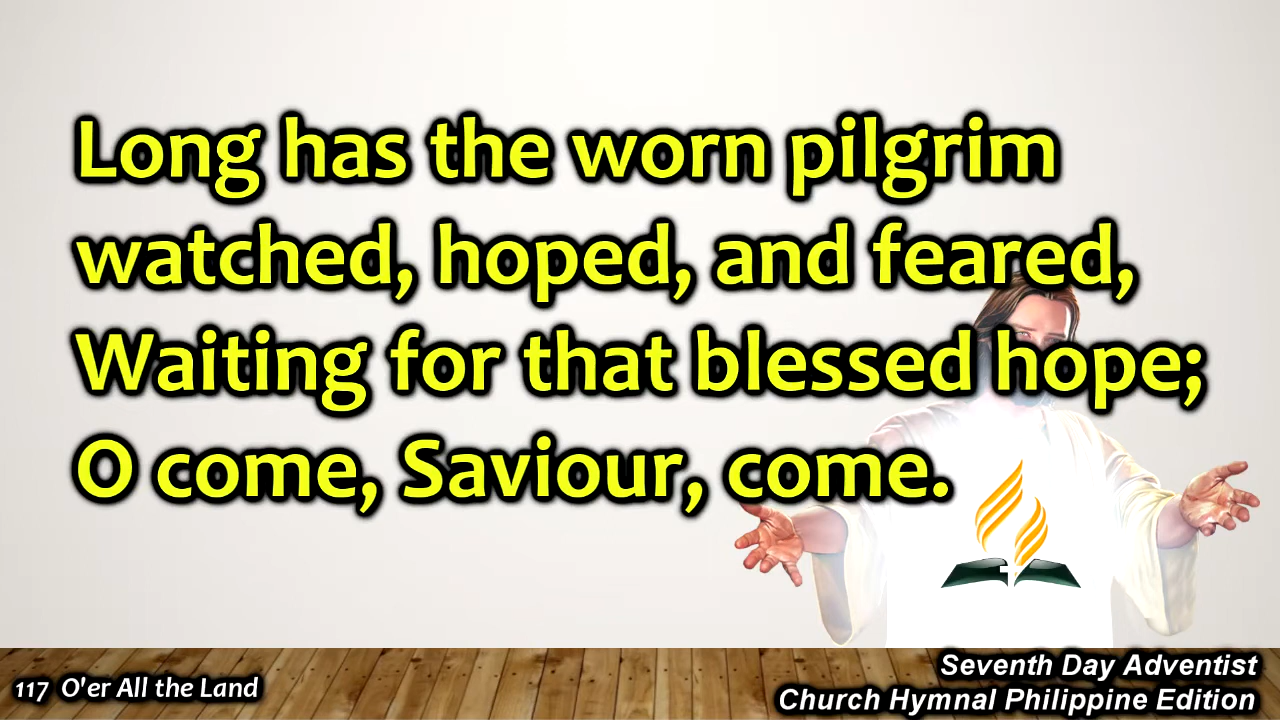 Long has the worn pilgrim
watched, hoped, and feared,
Waiting for that blessed hope;
O come, Saviour, come.
117 O'er All the Land
Seventh Day Adventist
Church Hymnal Philippine Edition